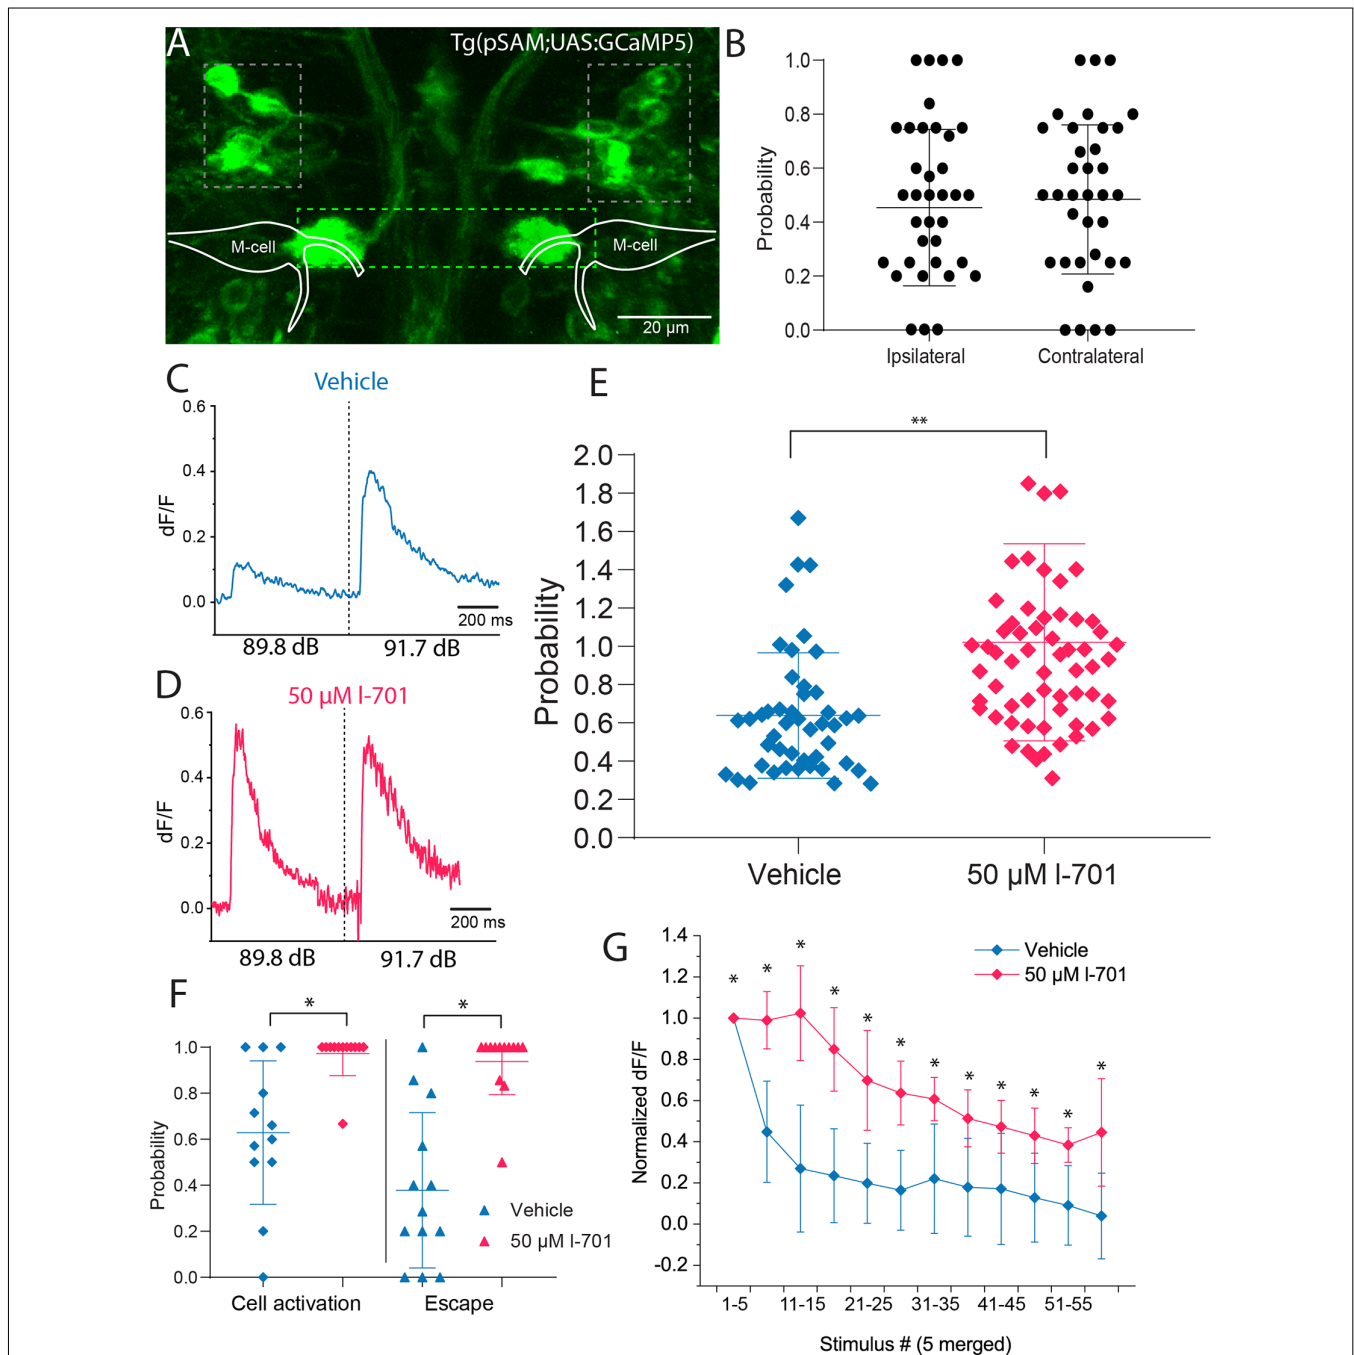 A
Tg(pSAM;UAS:GCaMP5)
M-cell
M-cell
20 µm
B
Probability
1.0
0.8
0.6
0.4
0.2
0.0
Ipsilateral
Contralateral
C
Vehicle
dF/F
0.6
0.4
0.2
0.0
200 ms
89.8 dB
91.7 dB
D
50 µM l-701
dF/F
0.6
0.4
0.2
0.0
200 ms
89.8 dB
91.7 dB
E
**
Probability
2.0
1.8
1.6
1.4
1.2
1.0
0.8
0.6
0.4
0.2
0.0
Vehicle
50 µM l-701
F
*
*
Probability
1.0
0.8
0.6
0.4
0.2
0.0
Vehicle
50 µM l-701
Cell activation
Escape
G
Normalized dF/F
1.4
1.2
1.0
0.8
0.6
0.4
0.2
0.0
-0.2
* * * * * * * * * * * *
Vehicle
50 µM l-701
1-5 11-15 21-25 31-35 41-45 51-55
Stimulus # (5 merged)